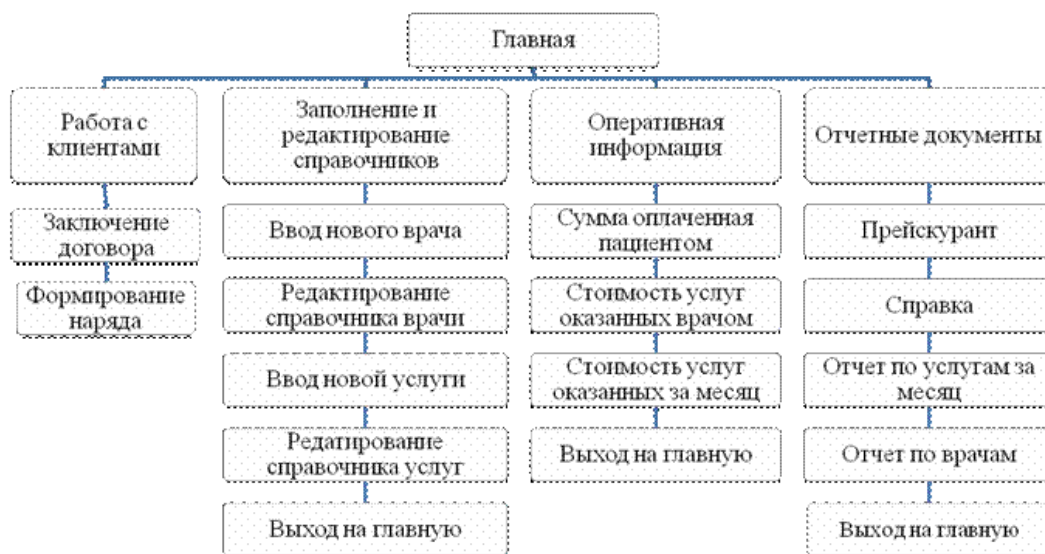 Главная
Работа с
клиентами
Заключение
договора
Формирование
наряда
Заполнение и
редактирование
справочников
Ввод нового врача
Редактирование
справочника врачи
Ввод новой услуги
Редатирование
справочника услуг
Выход на главную
Оперативная
информация
Сумма оплаченная
пациентом
Стоимость услуг
оказанных врачом
Стоимость услуг
оказанных за месяц
Выход на главную
Отчетные документы
Прейскурант
Справка
Отчет по услугам за
месяц
Отчет по врачам
Выход на главную